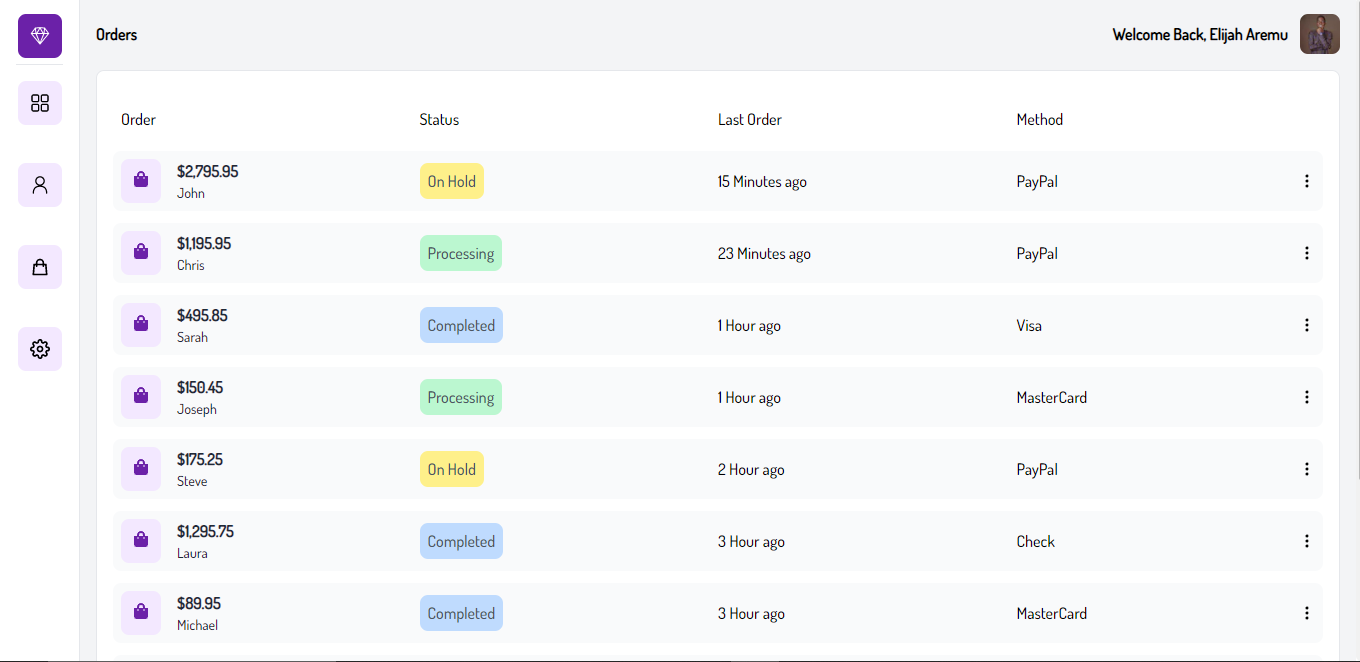 Orders
Welcome Back, Elijah Aremu
Order Status Last Order Method
$2,795.95
John
On Hold
15 Minutes ago
PayPal
$1,195.95
Chris
Processing
23 Minutes ago
PayPal
$495.85
Sarah
Completed
1 Hour ago
Visa
$150.45
Joseph
Processing
1 Hour ago
MasterCard
$175.25
Steve
On Hold
2 Hour ago
PayPal
$1,295.75
Laura
Completed
3 Hour ago
Check
$89.95
Michael
Completed
3 Hour ago
MasterCard